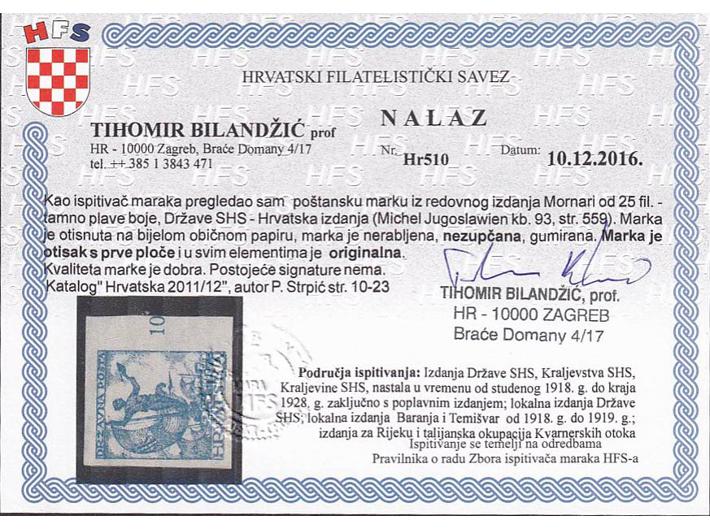 HFS
HRVATSKI FILATELISTIČKI SAVEZ
NALAZ
TIHOMIR BILANDŽIĆ prof
HR - 10000 Zagreb, Braće Domany 4/17
tel. ++ 385 1 3843 471
Nr. Hr510 Datum: 10.12.2016.
Kao ispitivač maraka pregledao sam poštansku marku iz redovnog izdanja Mornari od 25 fil. -
tamno plave boje, Države SHS - Hrvatska izdanja (Michel Jugoslawien kb. 93, str. 559). Marka
je otisnuta na bijelom običnom papiru, marka je nerabljena, nezupčana, gumirana. Marka je
otisak s prve ploče i u svim elementima je originalna.
Kvaliteta marke je dobra. Postojeće signature nema.
Katalog" Hrvatska 2011/12", autor P. Strpić str. 10-23
TIHOMIR BILANDŽIĆ, prof.
HR - 10000 ZAGREB
Braće Domany 4/17
10
DRŽAVNA POŠTA
HRVATSKA
Područja ispitivanja: Izdanja Države SHS, Kraljevstva SHS,
Kraljevine SHS, nastala u vremenu od studenog 1918. g. do kraja
1928, g. zaključno s poplavnim izdanjem; lokalna izdanja Države
SHS, lokalna izdanja Baranja i Temišvar od 1918. g. do 1919. g.;
izdanja za Rijeku i talijanska okupacija Kvarnerskih otoka
Ispitivanje se temelji na odredbama
Pravilnika o radu Zbora ispitivača maraka HFS-a